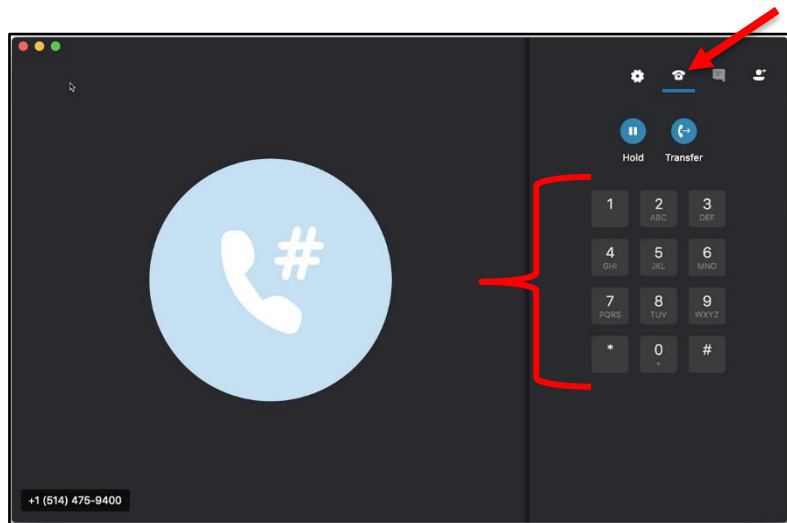 #
Hold Transfer
1 2 3
ABC DEF
4 5 6
GHI JKL MNO
7 8 9
PQRS TUV WXYZ
* 0 #
+
+1 (514) 475-9400